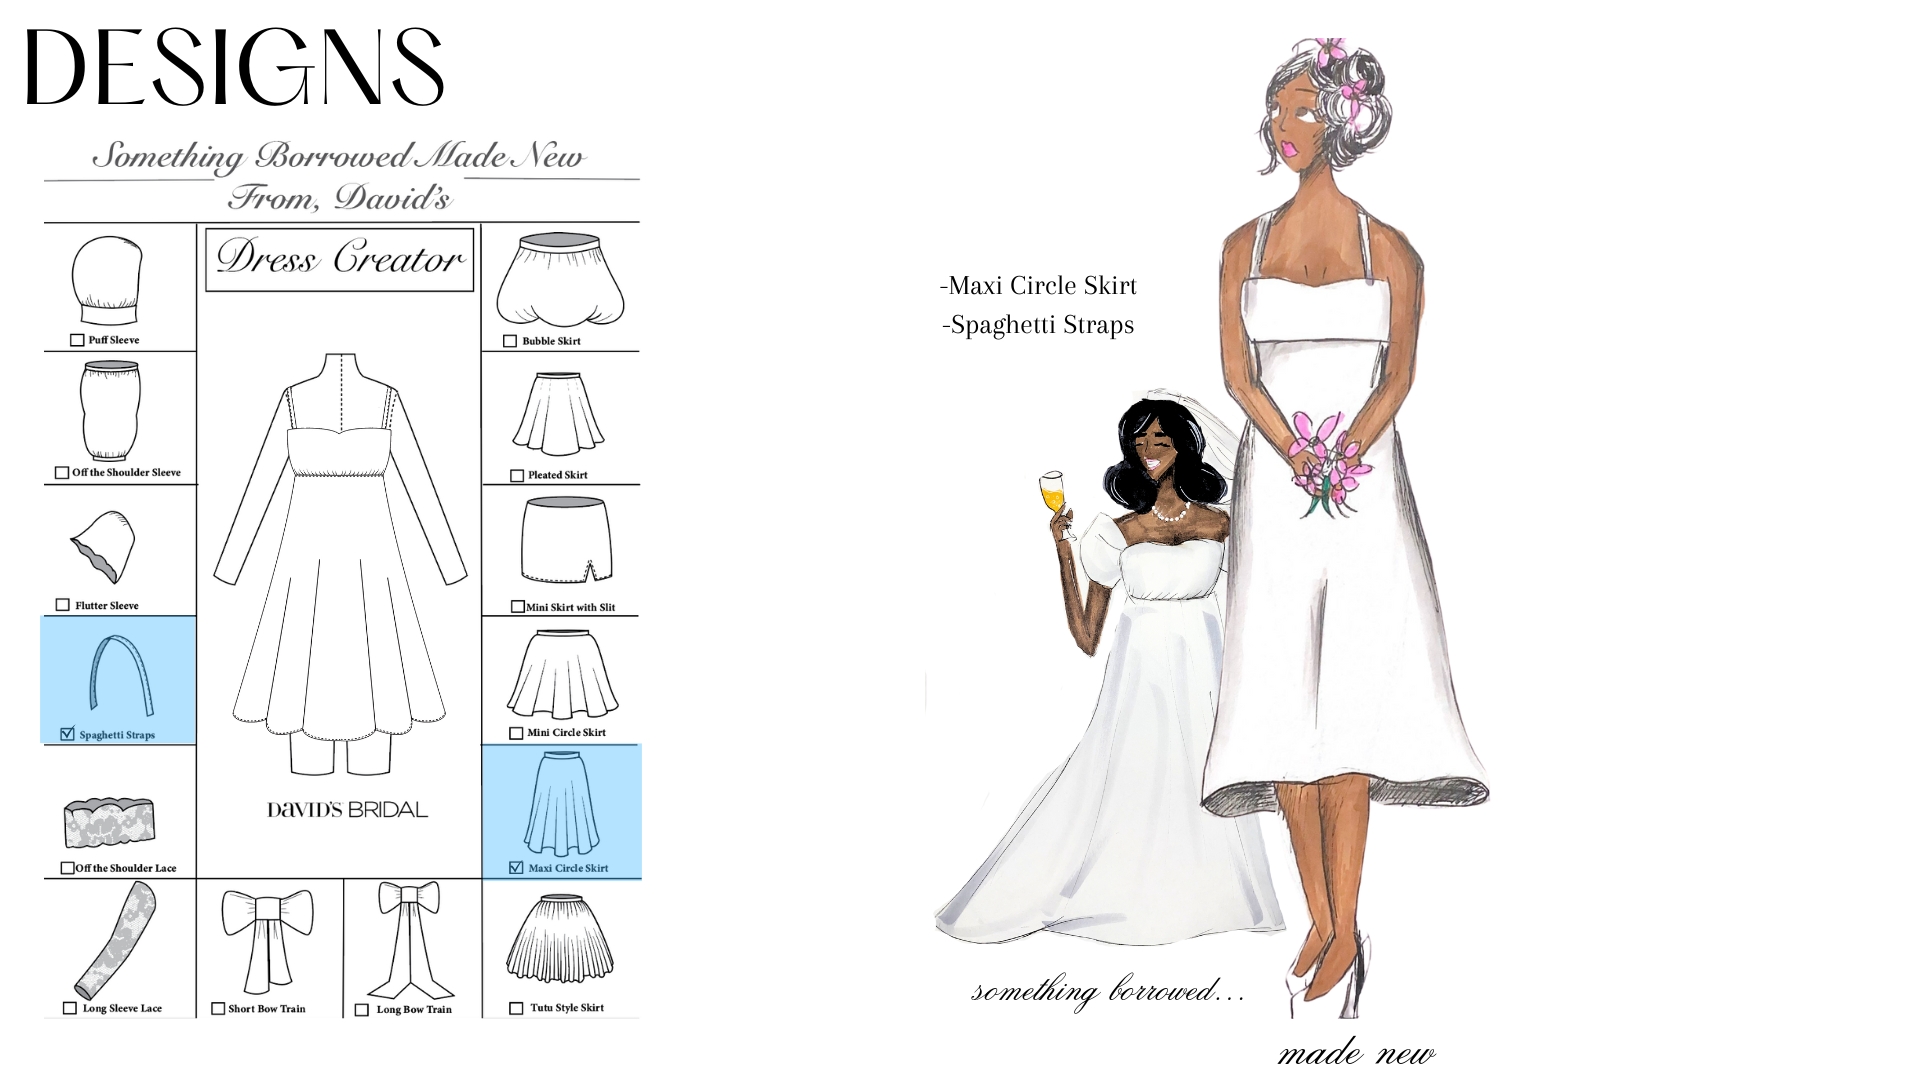 DESIGNS
Something Borrowed Made New
From, David's
Dress Creator
Puff Sleeve
Off the Shoulder Sleeve
Flutter Sleeve
Spaghetti Straps
Off the Shoulder Lace
Long Sleeve Lace
DAVID'S BRIDAL
Short Bow Train
Long Bow Train
Bubble Skirt
Pleated Skirt
Mini Skirt with Slit
Mini Circle Skirt
Maxi Circle Skirt
Tutu Style Skirt
-Maxi Circle Skirt
-Spaghetti Straps
something borrowed...
made new